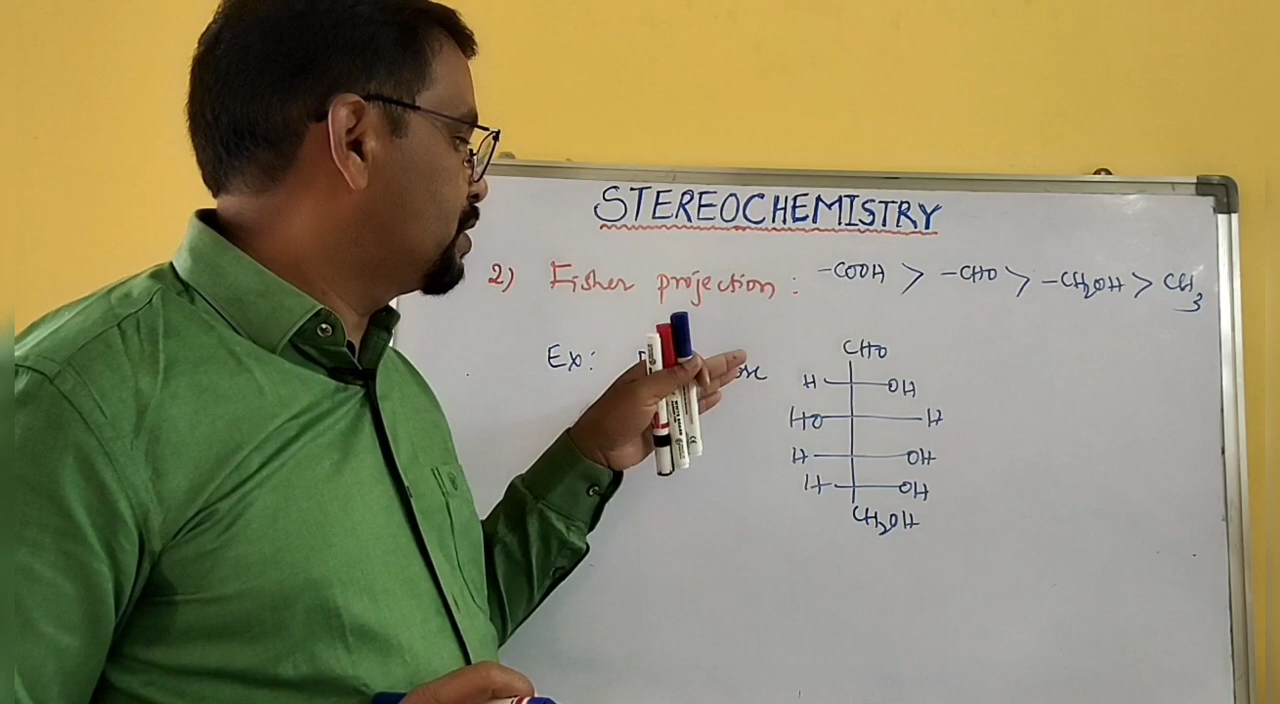 STEREOCHEMISTRY
2) Fisher projection : -COOH > -CHO > -CH2OH > CH3
Ex:
CHO
H OH
HO H
H OH
H OH
CH2OH